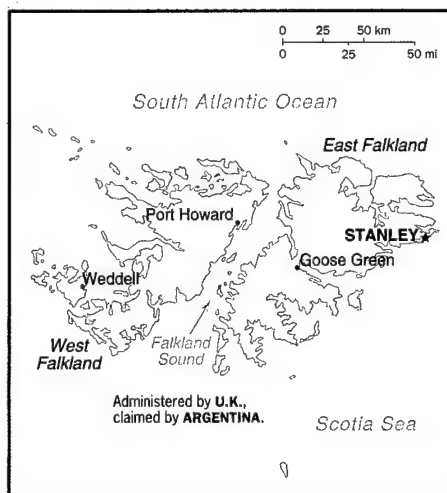 0 25 50 km
0 25 50 mi
South Atlantic Ocean
East Falkland
Port Howard
STANLEY
Goose Green
Weddell
West
Falkland
Falkland
Sound
Administered by U.K.,
claimed by ARGENTINA.
Scotia Sea